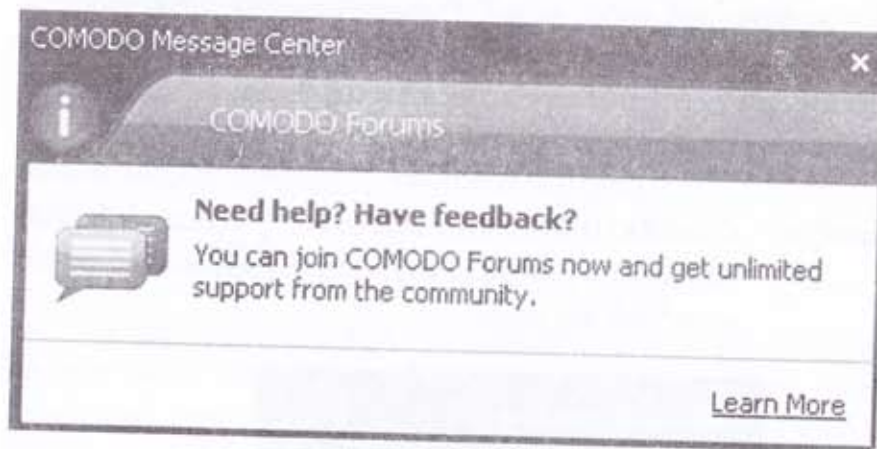 COMODO Message Center
COMODO Forums
Need help? Have feedback?
You can join COMODO Forums now and get unlimited
support from the community.
Learn More